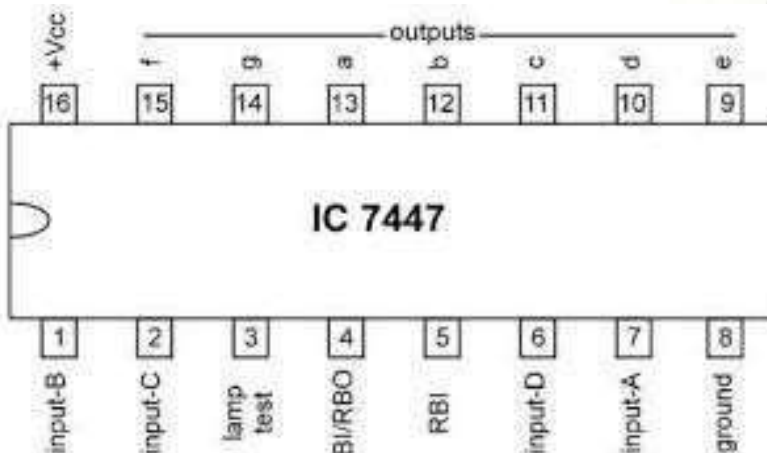 outputs
+Vcc
f
g
a
b
c
d
e
16
15
14
13
12
11
10
9
IC 7447
1
2
3
4
5
6
7
8
input-B
input-C
lamp
test
BI/RBO
RBI
input-D
input-A
ground